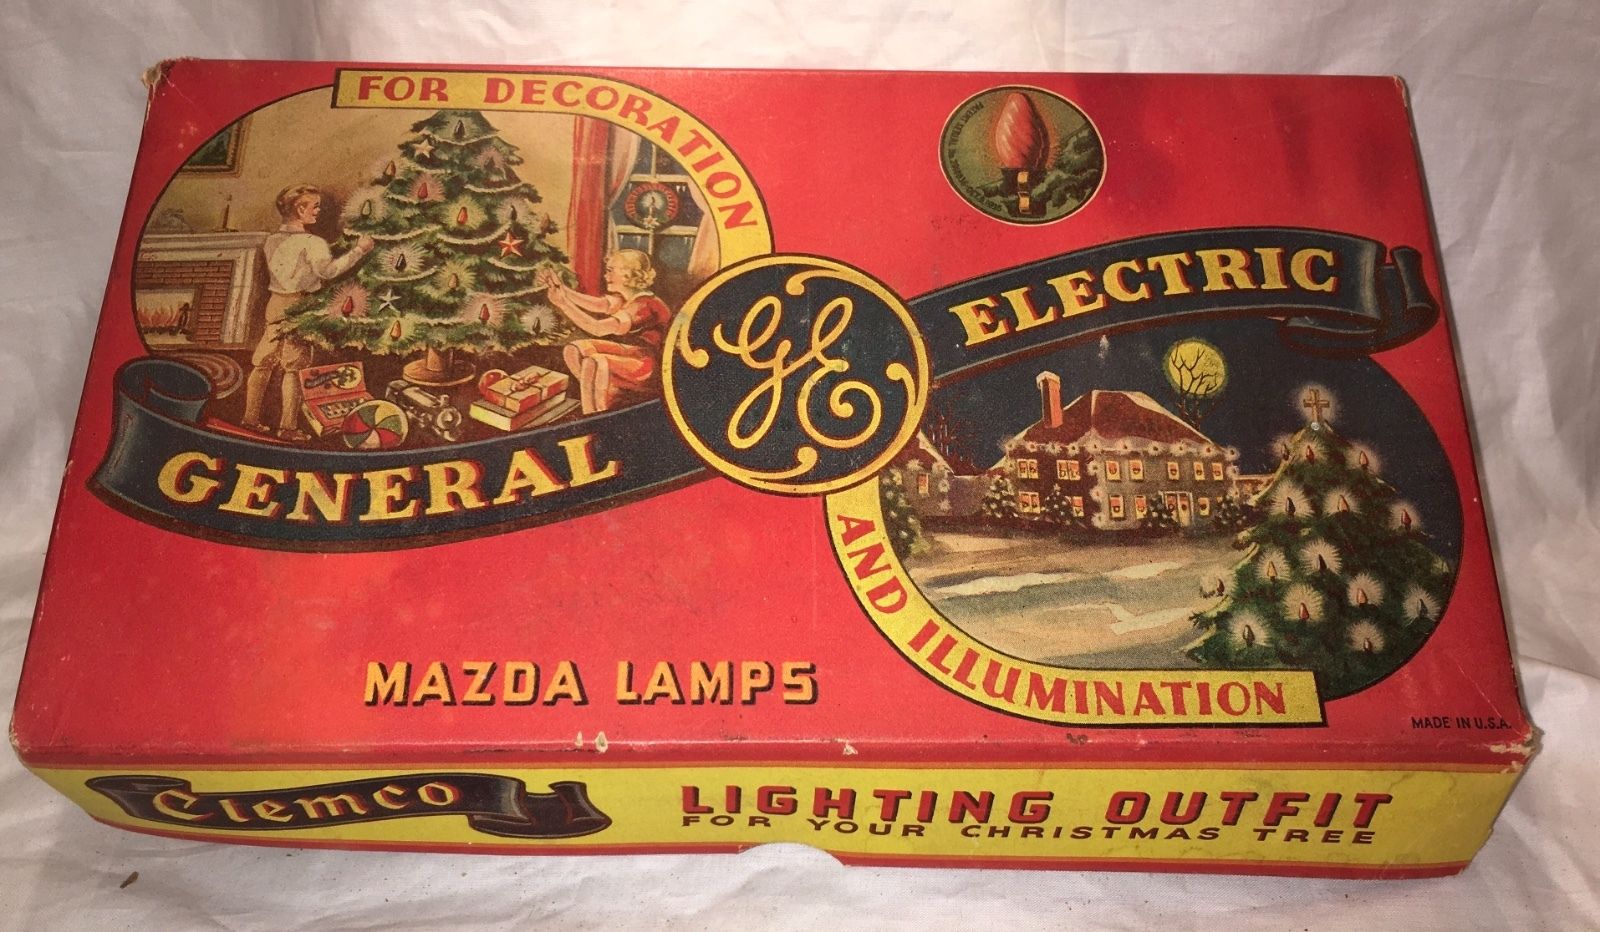 FOR DECORATION
GE
GENERAL
ELECTRIC
AND ILLUMINATION
MAZDA LAMPS
MADE IN U.S.A.
Clemco
LIGHTING OUTFIT
FOR YOUR CHRISTMAS TREE